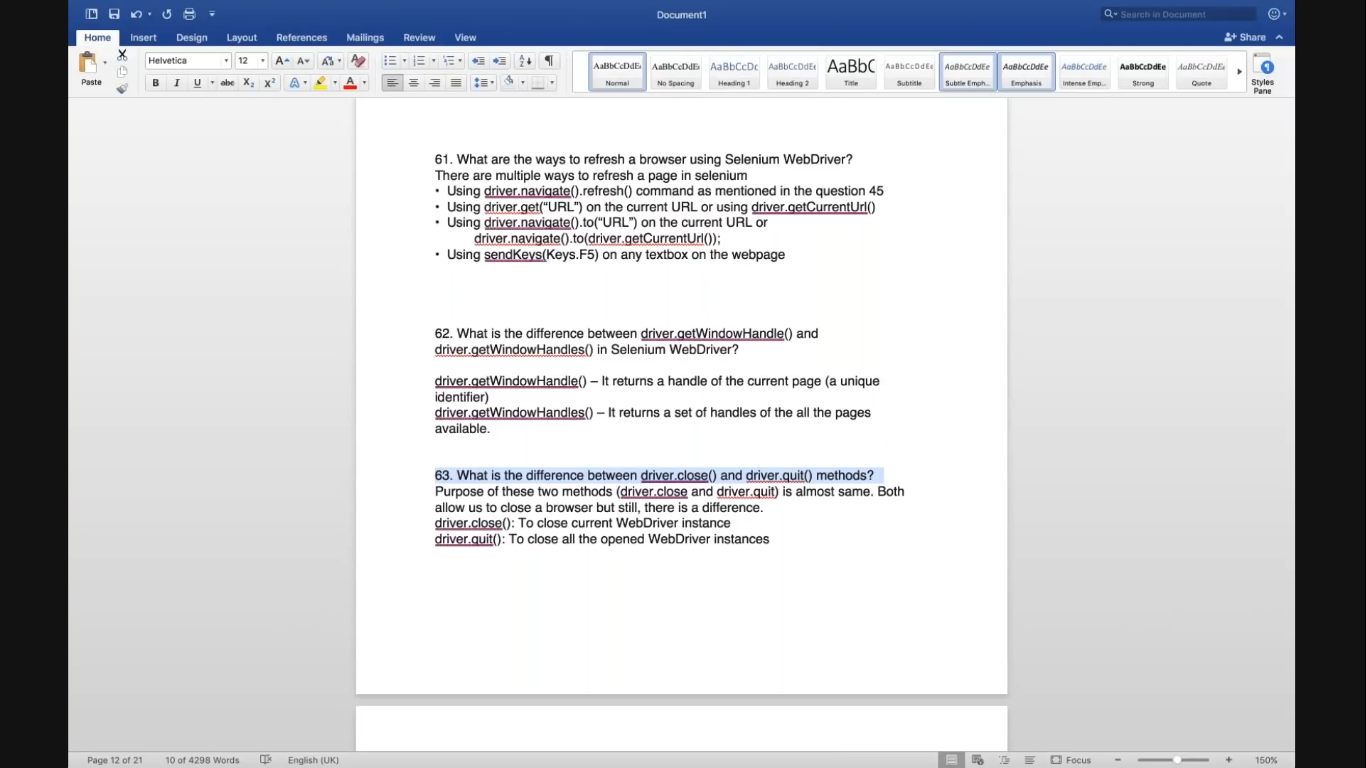 Document1
Search in Document
Home Insert Design Layout References Mailings Review View
Share
Paste
Helvetica 12
B I U abc X2 X2 A A
AaBbCcDdEe AaBbCcDdEe AaBbCcDc AaBbCcDdEe AaBbC AaBbCcDdEe AaBbCcDdEe AaBbCcDdEe AaBbCcDdEe AaBbCcDdEe AaBbCcDdEe
Normal No Spacing Heading 1 Heading 2 Title Subtitle Subtle Emph... Emphasis Intense Emp... Strong Quote
Styles
Pane
61. What are the ways to refresh a browser using Selenium WebDriver?
There are multiple ways to refresh a page in selenium
• Using driver.navigate().refresh() command as mentioned in the question 45
• Using driver.get(“URL”) on the current URL or using driver.getCurrentUrl()
• Using driver.navigate().to(“URL”) on the current URL or
driver.navigate().to(driver.getCurrentUrl());
• Using sendKeys(Keys.F5) on any textbox on the webpage
62. What is the difference between driver.getWindowHandle() and
driver.getWindowHandles() in Selenium WebDriver?
driver.getWindowHandle() – It returns a handle of the current page (a unique
identifier)
driver.getWindowHandles() – It returns a set of handles of the all the pages
available.
63. What is the difference between driver.close() and driver.quit() methods?
Purpose of these two methods (driver.close and driver.quit) is almost same. Both
allow us to close a browser but still, there is a difference.
driver.close(): To close current WebDriver instance
driver.quit(): To close all the opened WebDriver instances
Page 12 of 21 10 of 4298 Words English (UK) Focus 150%